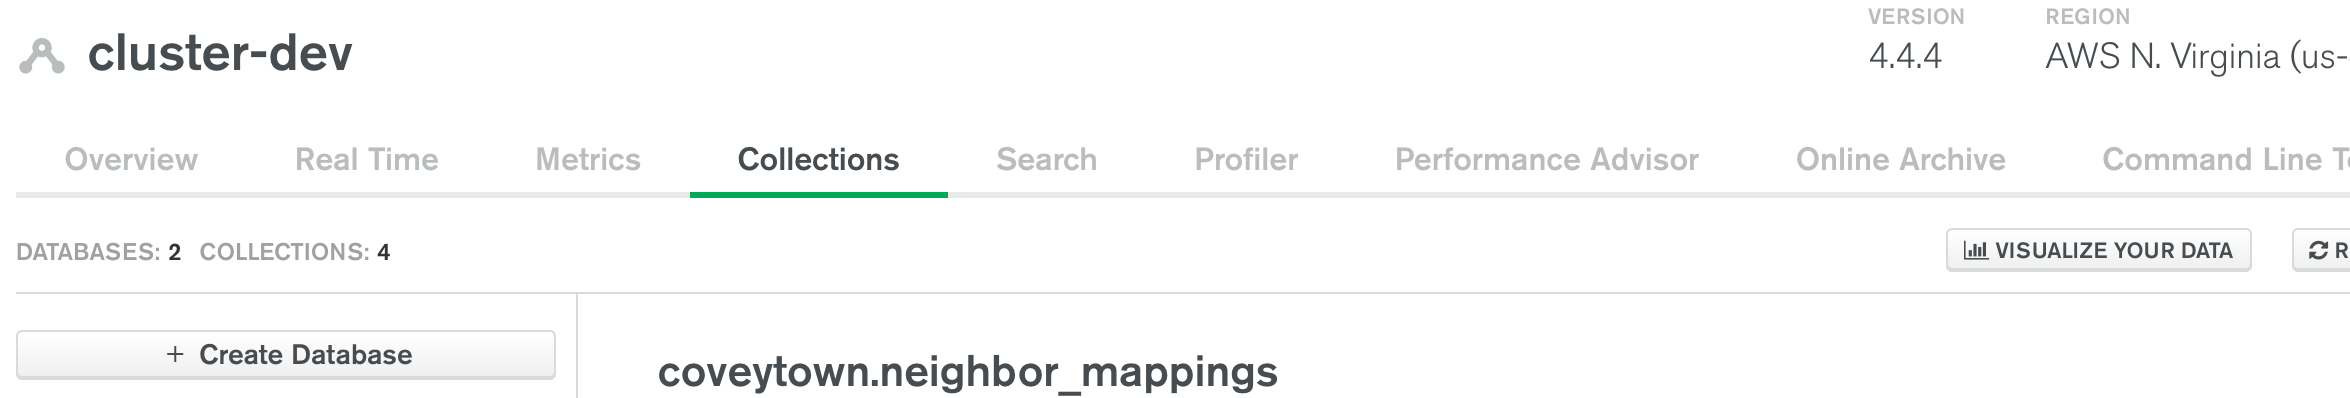 cluster-dev
VERSION
4.4.4
REGION
AWS N. Virginia (us-
Overview Real Time Metrics Collections Search Profiler Performance Advisor Online Archive Command Line
DATABASES: 2 COLLECTIONS: 4
VISUALIZE YOUR DATA
+ Create Database
coveytown.neighbor_mappings